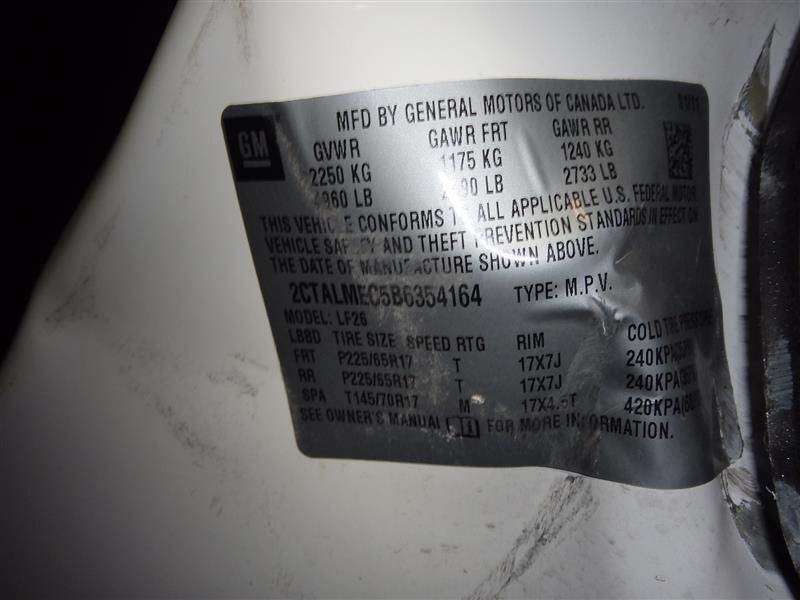 MFD BY GENERAL MOTORS OF CANADA LTD. 01/11
GM
GVWR GAWR FRT GAWR RR
2250 KG 1175 KG 1240 KG
4960 LB 2733 LB
THIS VEHICLE CONFORMS TO ALL APPLICABLE U.S. FEDERAL MOTOR
VEHICLE SAFETY AND THEFT PREVENTION STANDARDS IN EFFECT ON
THE DATE OF MANUFACTURE SHOWN ABOVE.
2CTALMEC5B6354164 TYPE: M.P.V.
MODEL: LF26
TIRE SIZE SPEED RTG RIM COLD TIRE PRESSURE
FRT P225/65R17 T 17X7J 240KPA
RR P225/65R17 T 17X7J 240KPA
SPA T145/70R17 M 420KPA
SEE OWNER'S MANUAL FOR MORE INFORMATION.